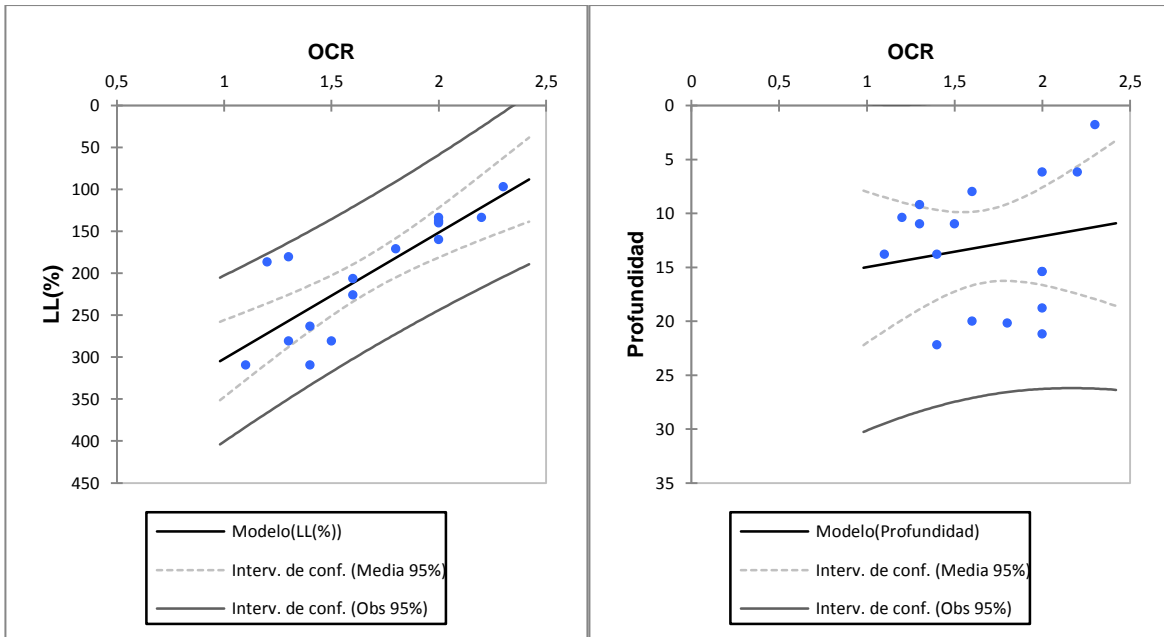 OCR
0,5 1 1,5 2 2,5
0
50
100
150
200
250
300
350
400
450
LL(%)
Modelo(LL(%))
Interv. de conf. (Media 95%)
Interv. de conf. (Obs 95%)
OCR
0 0,5 1 1,5 2 2,5
0
5
10
15
20
25
30
35
Profundidad
Modelo(Profundidad)
Interv. de conf. (Media 95%)
Interv. de conf. (Obs 95%)